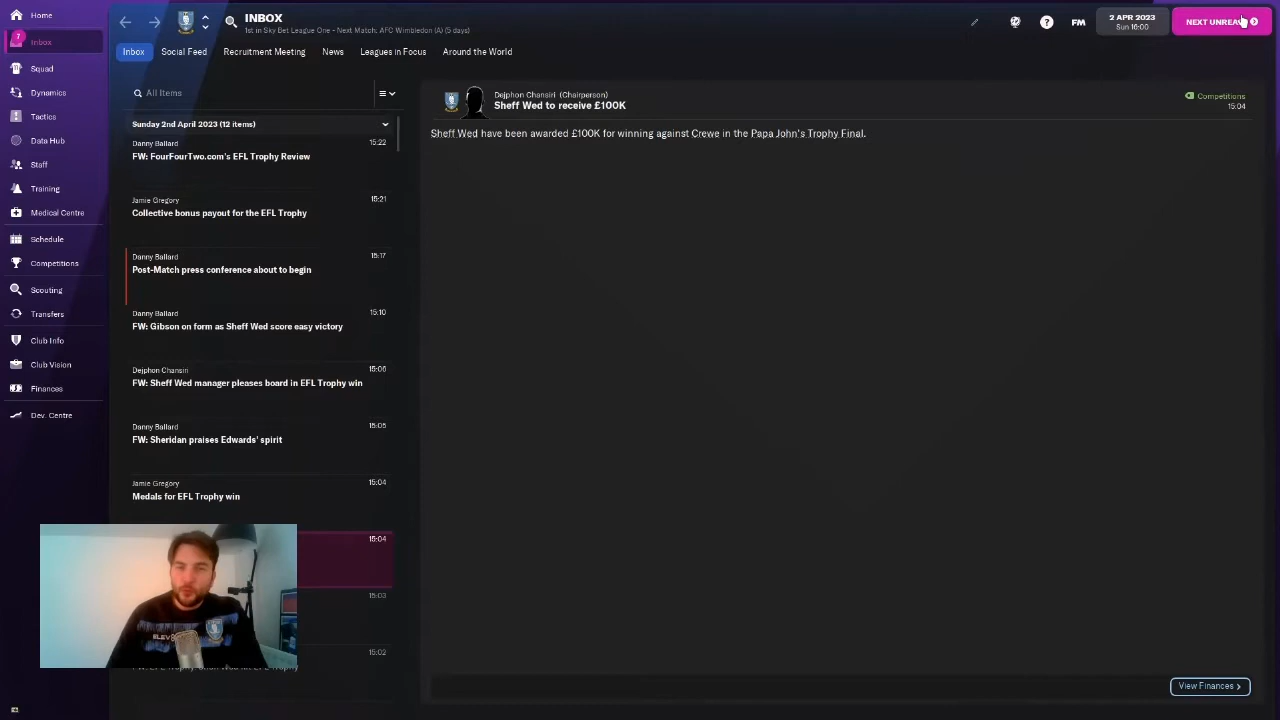 Home
7
Inbox
Squad
Dynamics
Tactics
Data Hub
Staff
Training
Medical Centre
Schedule
Competitions
Scouting
Transfers
Club Info
Club Vision
Finances
Dev. Centre
INBOX
1st in Sky Bet League One - Next Match: AFC Wimbledon (A) (5 days)
FM
2 APR 2023
Sun 16:00
NEXT UNREA
Inbox
Social Feed
Recruitment Meeting
News
Leagues in Focus
Around the World
All Items
Sunday 2nd April 2023 (12 items)
Danny Ballard
15:22
FW: FourFourTwo.com's EFL Trophy Review
Jamie Gregory
15:21
Collective bonus payout for the EFL Trophy
Danny Ballard
15:17
Post-Match press conference about to begin
Danny Ballard
15:10
FW: Gibson on form as Sheff Wed score easy victory
Dejphon Chansiri
15:06
FW: Sheff Wed manager pleases board in EFL Trophy win
Danny Ballard
15:05
FW: Sheridan praises Edwards' spirit
Jamie Gregory
15:04
Medals for EFL Trophy win
15:04
15:03
15:02
Dejphon Chansiri (Chairperson)
Sheff Wed to receive £100K
Competitions
15:04
Sheff Wed have been awarded £100K for winning against Crewe in the Papa John's Trophy Final.
View Finances